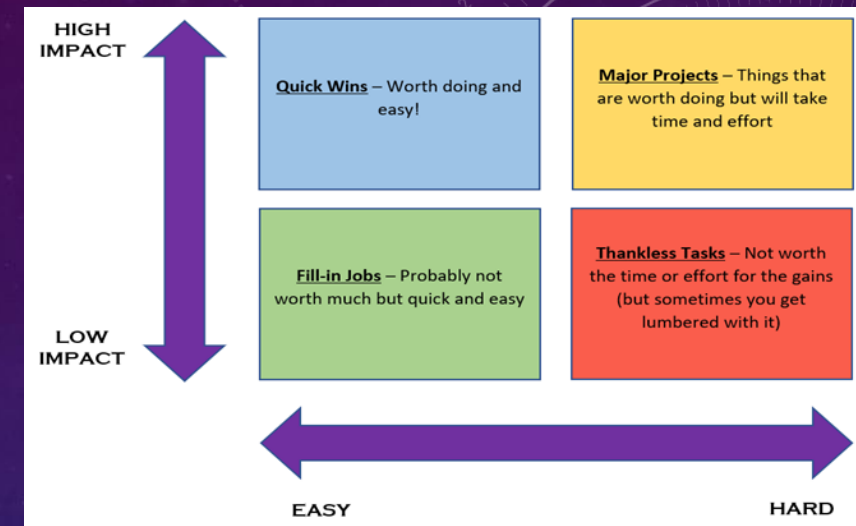 HIGH
IMPACT
Quick Wins – Worth doing and
easy!
Major Projects – Things that
are worth doing but will take
time and effort
Fill-in Jobs – Probably not
worth much but quick and easy
Thankless Tasks – Not worth
the time or effort for the gains
(but sometimes you get
lumbered with it)
LOW
IMPACT
EASY
HARD